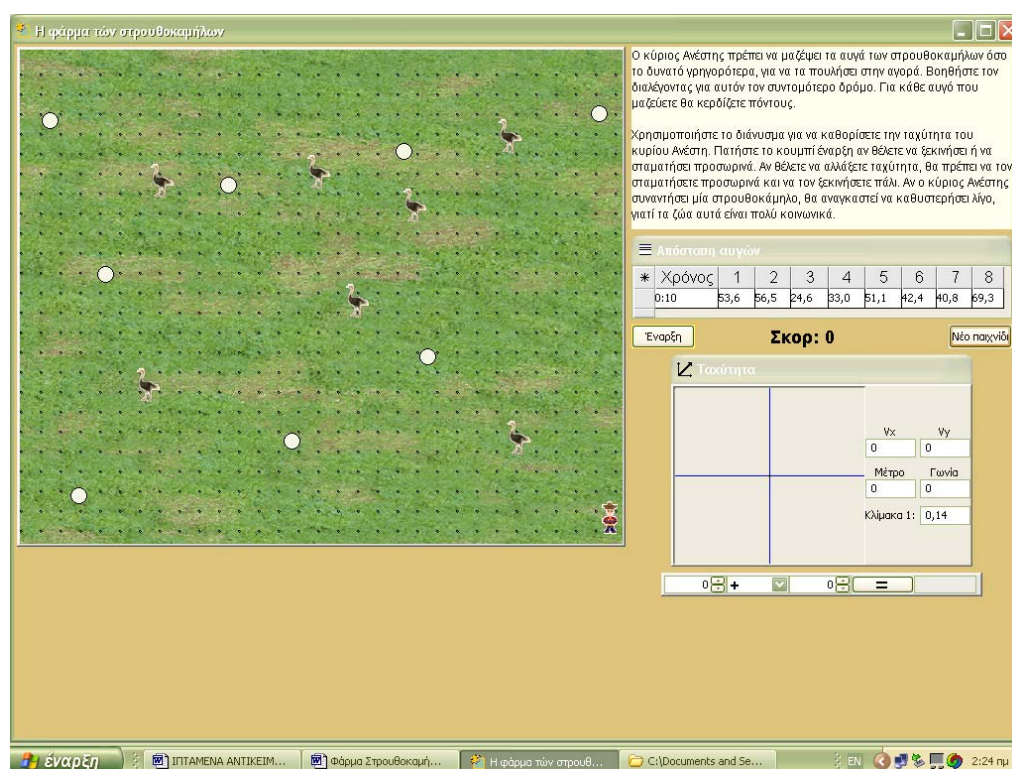 Η φάρμα τών στρουθοκαμήλων
Ο κύριος Ανέστης πρέπει να μαζέψει τα αυγά των στρουθοκαμήλων όσο
το δυνατό γρηγορότερα, για να τα πουλήσει στην αγορά. Βοηθήστε τον
διαλέγοντας για αυτόν τον συντομότερο δρόμο. Για κάθε αυγό που
μαζεύετε θα κερδίζετε πόντους.
Χρησιμοποιήστε το διάνυσμα για να καθορίσετε την ταχύτητα του
κυρίου Ανέστη. Πατήστε το κουμπί έναρξη αν θέλετε να ξεκινήσει ή να
σταματήσει προσωρινά. Αν θέλετε να αλλάξετε ταχύτητα, θα πρέπει να τον
σταματήσετε προσωρινά και να τον ξεκινήσετε πάλι. Αν ο κύριος Ανέστης
συναντήσει μία στρουθοκάμηλο, θα αναγκαστεί να καθυστερήσει λίγο,
γιατί τα ζώα αυτά είναι πολύ κοινωνικά.
Απόσταση αυγών
* Χρόνος 1 2 3 4 5 6 7 8
0:10 53,6 56,5 24,6 33,0 51,1 42,4 40,8 69,3
Έναρξη Σκορ: 0 Νέο παιχνίδι
Ταχύτητα
Vx Vy
0 0
Μέτρο Γωνία
0 0
Κλίμακα 1: 0,14
0 + 0 =
έναρξη ΙΠΤΑΜΕΝΑ ΑΝΤΙΚΕΙΜ... Φάρμα Στρουθοκαμή... Η φάρμα τών στρουθ... C:\Documents and Se... EN 2:24 πμ